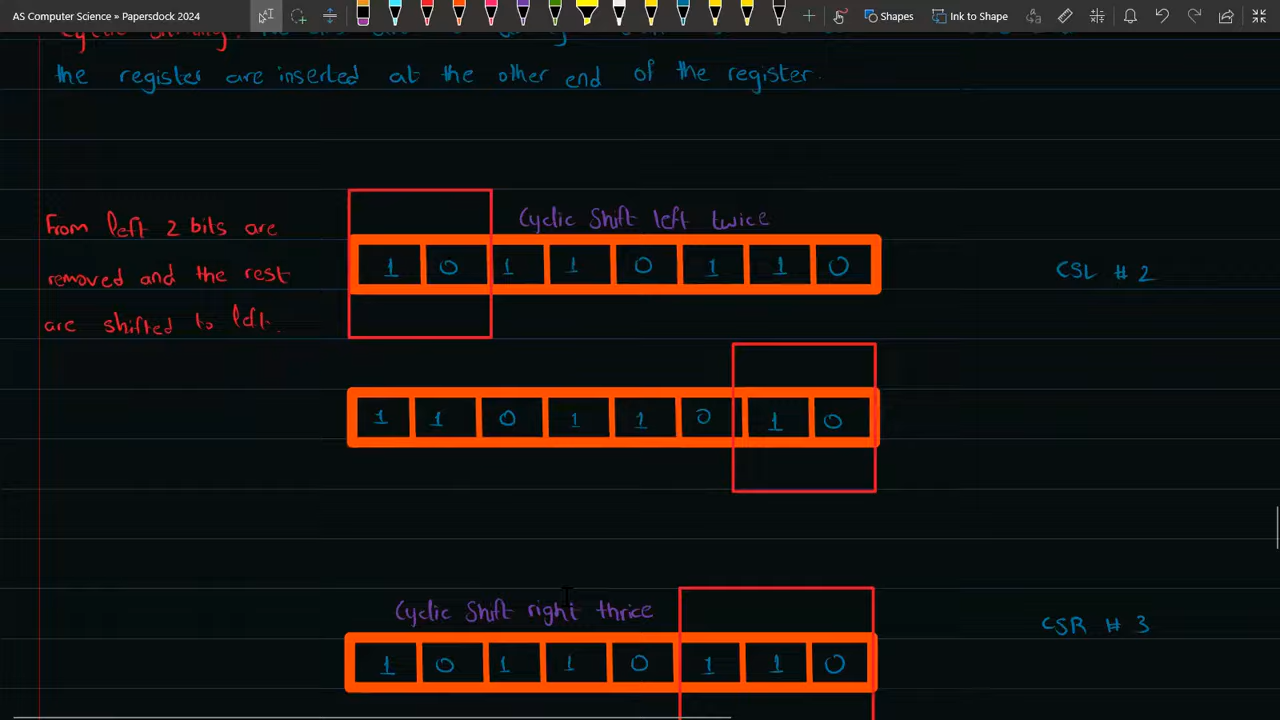 AS Computer Science » Papersdock 2024
Shapes
Ink to Shape
Cyclic Shifting:
the register are inserted at the other end of the register.
From left 2 bits are
removed and the rest
are shifted to left.
Cyclic Shift left twice
1 0 1 1 0 1 1 0
CSL # 2
1 1 0 1 1 0 1 0
Cyclic Shift right thrice
CSR # 3
1 0 1 1 0 1 1 0